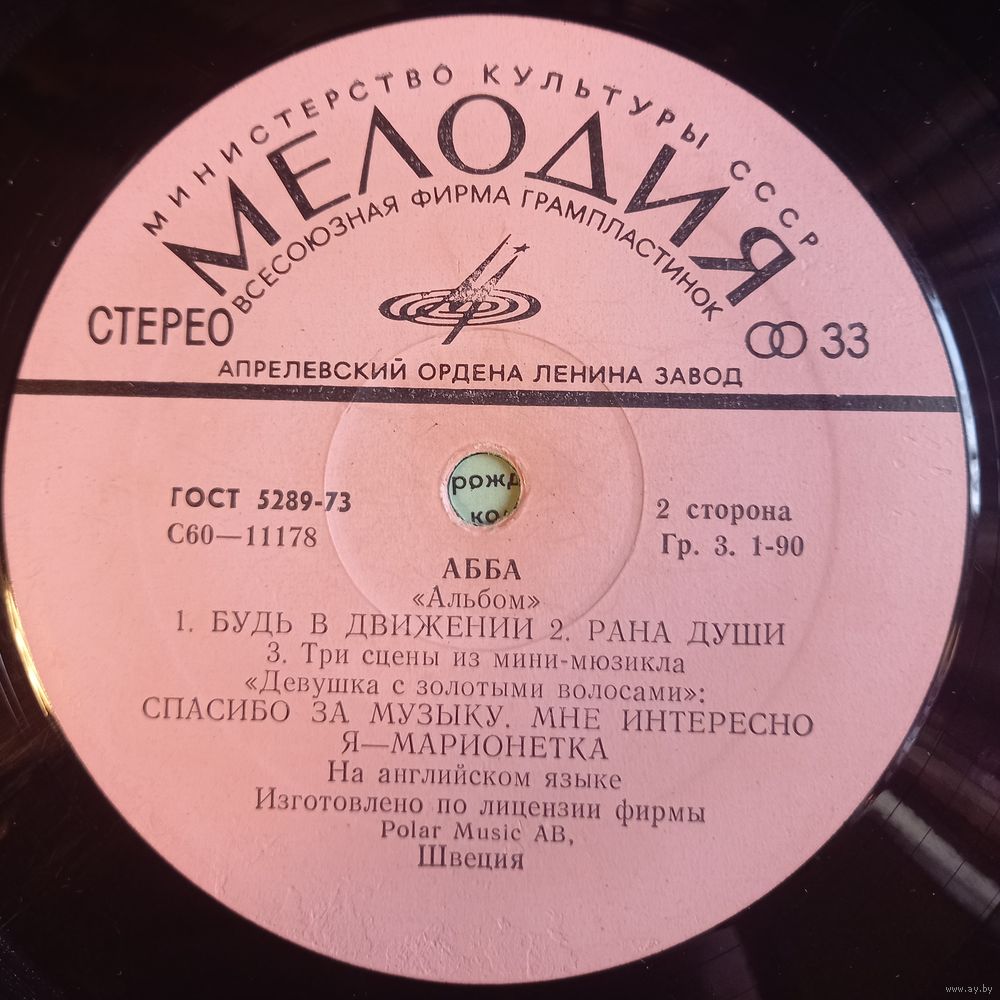 МИНИСТЕРСТВО КУЛЬТУРЫ СССР
МЕЛОДИЯ
ВСЕСОЮЗНАЯ ФИРМА ГРАМПЛАСТИНОК
СТЕРЕО
33
АПРЕЛЕВСКИЙ ОРДЕНА ЛЕНИНА ЗАВОД
ГОСТ 5289-73
С60—11178
2 сторона
Гр. 3. 1-90
АББА
«Альбом»
1. БУДЬ В ДВИЖЕНИИ 2. РАНА ДУШИ
3. Три сцены из мини-мюзикла
«Девушка с золотыми волосами»:
СПАСИБО ЗА МУЗЫКУ. МНЕ ИНТЕРЕСНО
Я—МАРИОНЕТКА
На английском языке
Изготовлено по лицензии фирмы
Polar Music AB,
Швеция
www.ay.by